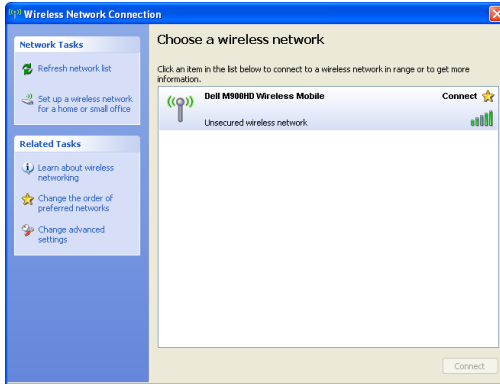 Wireless Network Connection
Network Tasks
Refresh network list
Set up a wireless network
for a home or small office
Related Tasks
Learn about wireless
networking
Change the order of
preferred networks
Change advanced
settings
Choose a wireless network
Click an item in the list below to connect to a wireless network in range or to get more
information.
Dell M900HD Wireless Mobile
Connect
Unsecured wireless network
Connect